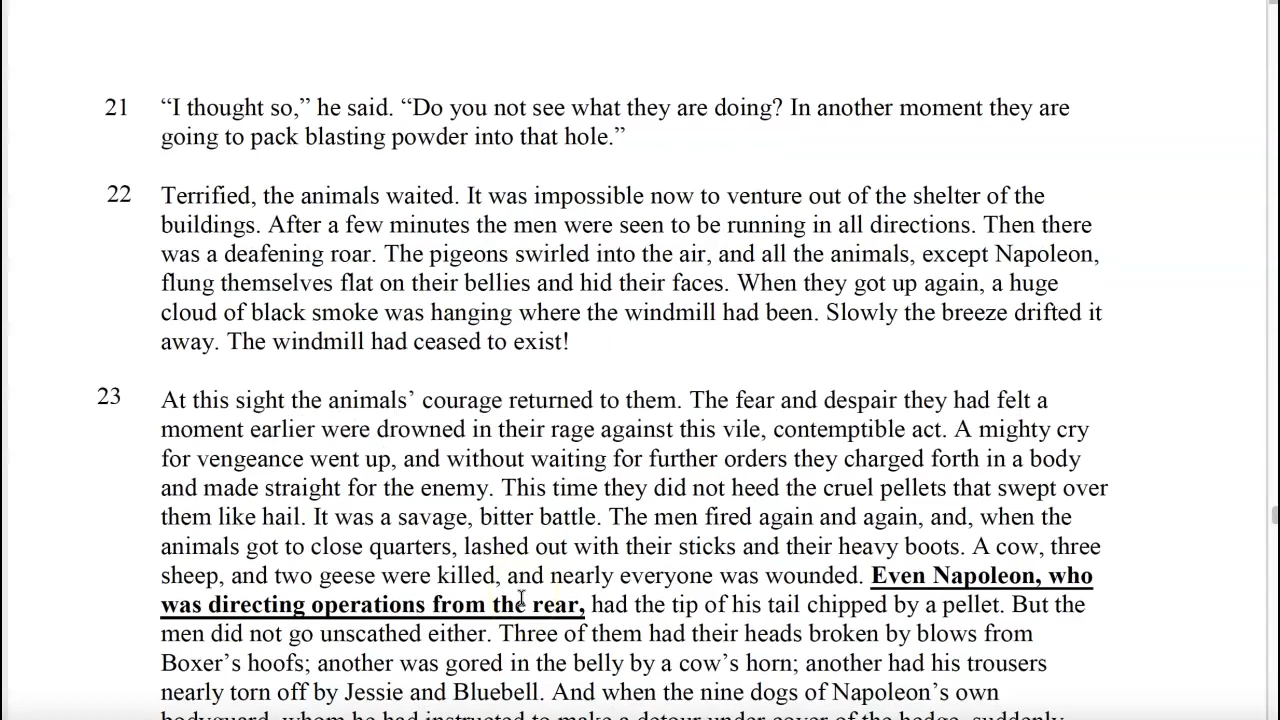 21 “I thought so,” he said. “Do you not see what they are doing? In another moment they are
going to pack blasting powder into that hole.”
22 Terrified, the animals waited. It was impossible now to venture out of the shelter of the
buildings. After a few minutes the men were seen to be running in all directions. Then there
was a deafening roar. The pigeons swirled into the air, and all the animals, except Napoleon,
flung themselves flat on their bellies and hid their faces. When they got up again, a huge
cloud of black smoke was hanging where the windmill had been. Slowly the breeze drifted it
away. The windmill had ceased to exist!
23 At this sight the animals’ courage returned to them. The fear and despair they had felt a
moment earlier were drowned in their rage against this vile, contemptible act. A mighty cry
for vengeance went up, and without waiting for further orders they charged forth in a body
and made straight for the enemy. This time they did not heed the cruel pellets that swept over
them like hail. It was a savage, bitter battle. The men fired again and again, and, when the
animals got to close quarters, lashed out with their sticks and their heavy boots. A cow, three
sheep, and two geese were killed, and nearly everyone was wounded. Even Napoleon, who
was directing operations from the rear, had the tip of his tail chipped by a pellet. But the
men did not go unscathed either. Three of them had their heads broken by blows from
Boxer’s hoofs; another was gored in the belly by a cow’s horn; another had his trousers
nearly torn off by Jessie and Bluebell. And when the nine dogs of Napoleon’s own
bodyguard, whom he had instructed to make a detour under cover of the hedge, suddenly